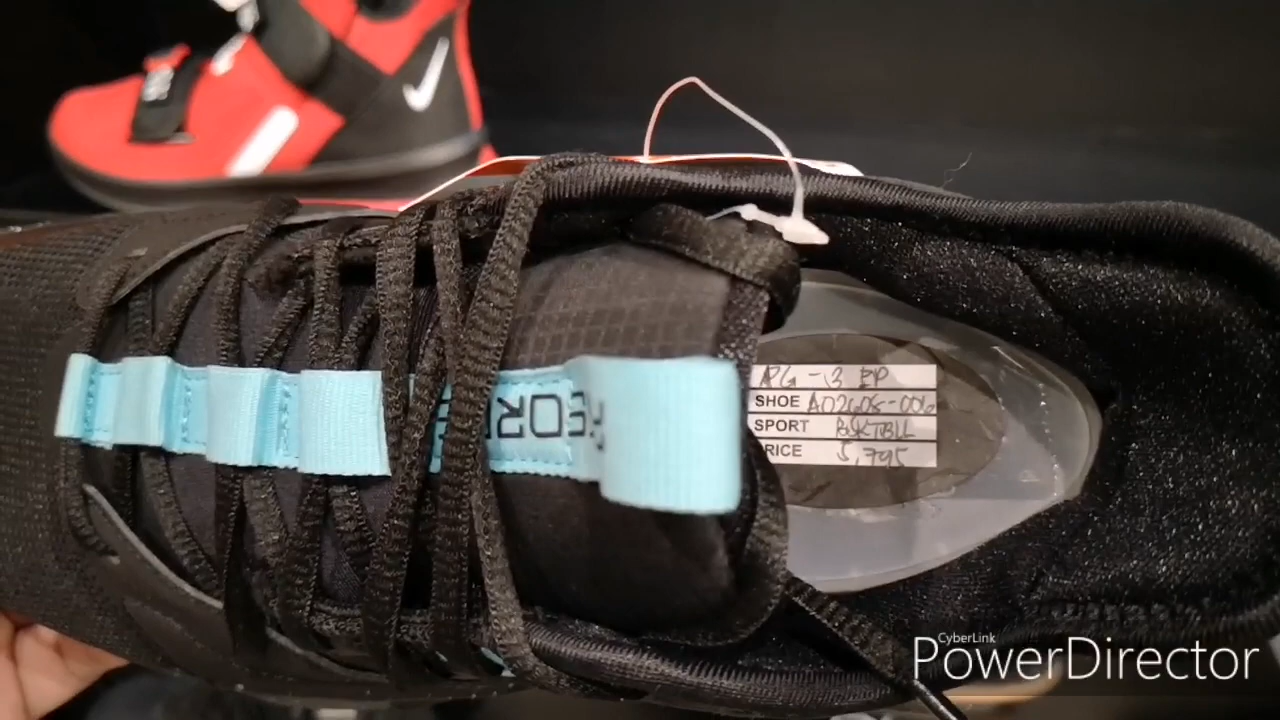 PG -3 EP
SHOE AO2608-006
SPORT BSKTBLL
RICE 5,795
CyberLink
PowerDirector